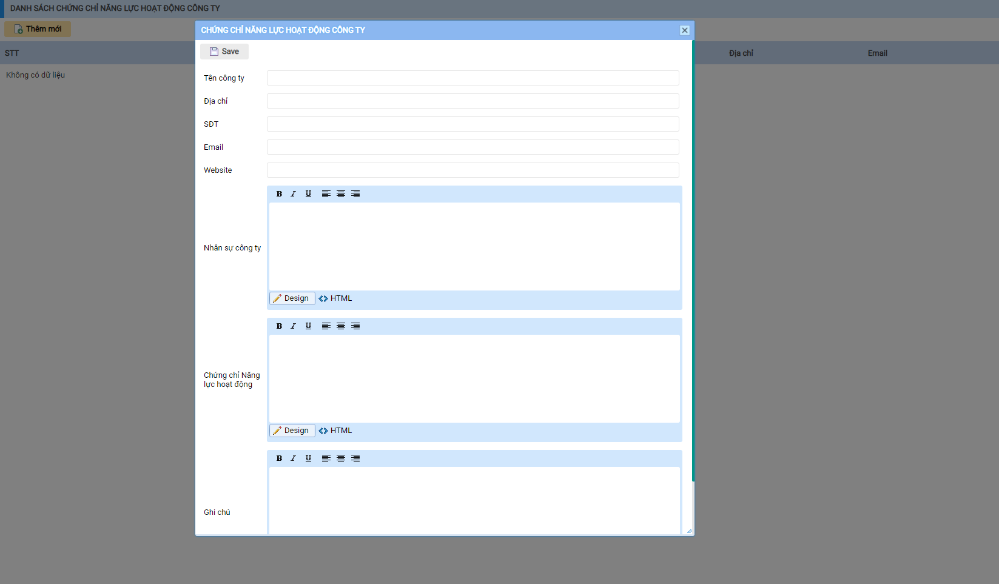 DANH SÁCH CHỨNG CHỈ NĂNG LỰC HOẠT ĐỘNG CÔNG TY
Thêm mới
STT
Địa chỉ
Email
Không có dữ liệu
CHỨNG CHỈ NĂNG LỰC HOẠT ĐỘNG CÔNG TY
Save
Tên công ty
Địa chỉ
SĐT
Email
Website
B I U
Nhân sự công ty
Design HTML
B I U
Chứng chỉ Năng
lực hoạt động
Design HTML
B I U
Ghi chú